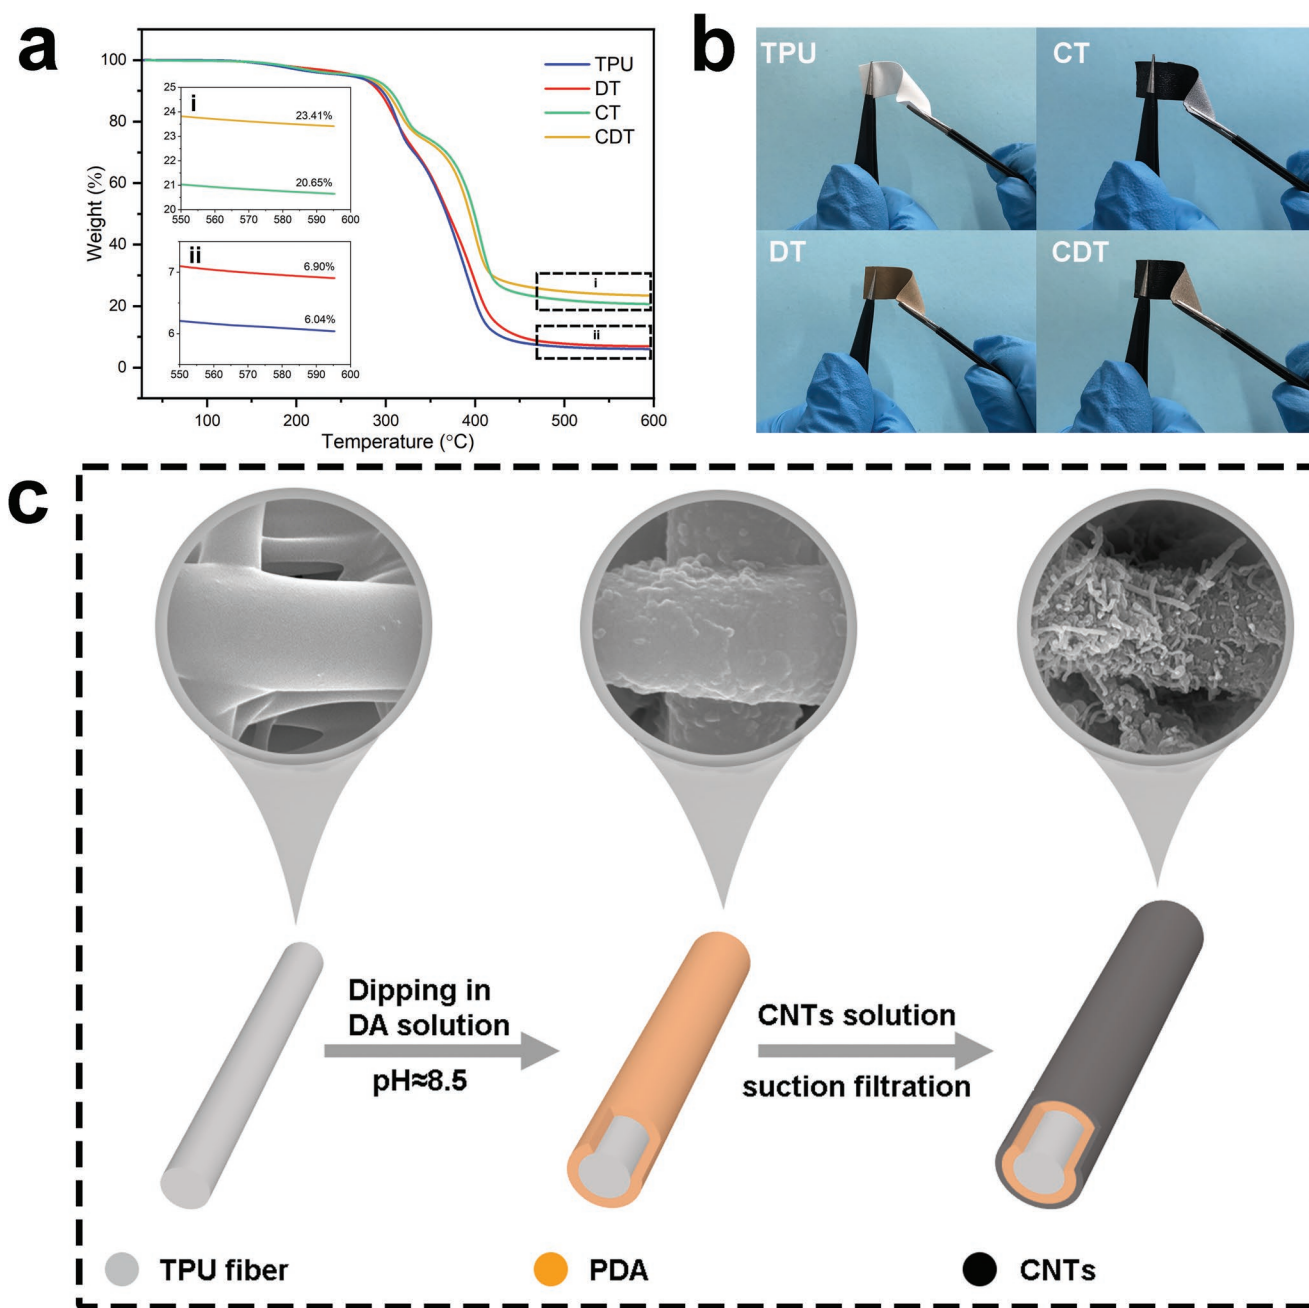 a
100
80
60
40
20
0
Weight (%)
100
200
300
400
500
600
Temperature (°C)
TPU
DT
CT
CDT
i
25
24
23
22
21
20
23.41%
20.65%
550 560 570 580 590 600
ii
7
6
6.90%
6.04%
550 560 570 580 590 600
i
ii
b
TPU
CT
DT
CDT
c
Dipping in
DA solution
pH≈8.5
CNTs solution
suction filtration
TPU fiber
PDA
CNTs